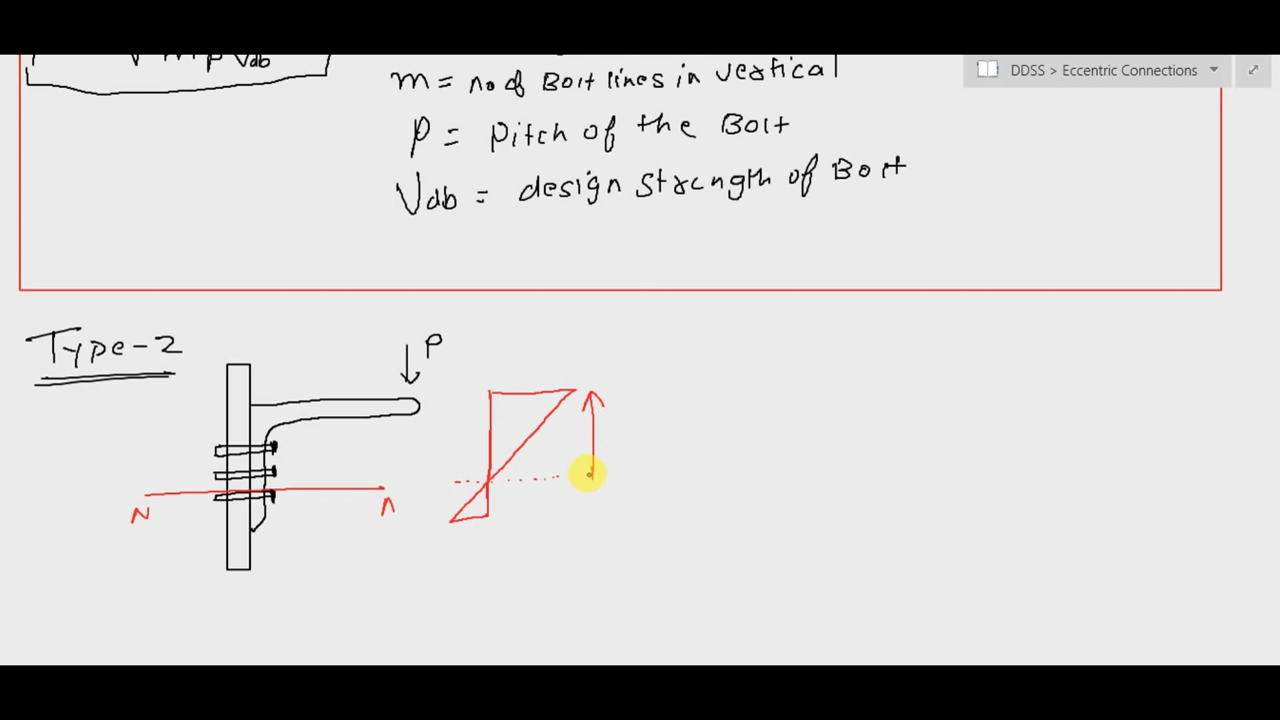 m p Vdb
m = no of Bolt lines in vertical
DDSS > Eccentric Connections
P = Pitch of the Bolt
Vdb = design strength of Bolt
Type-2
P
N
A